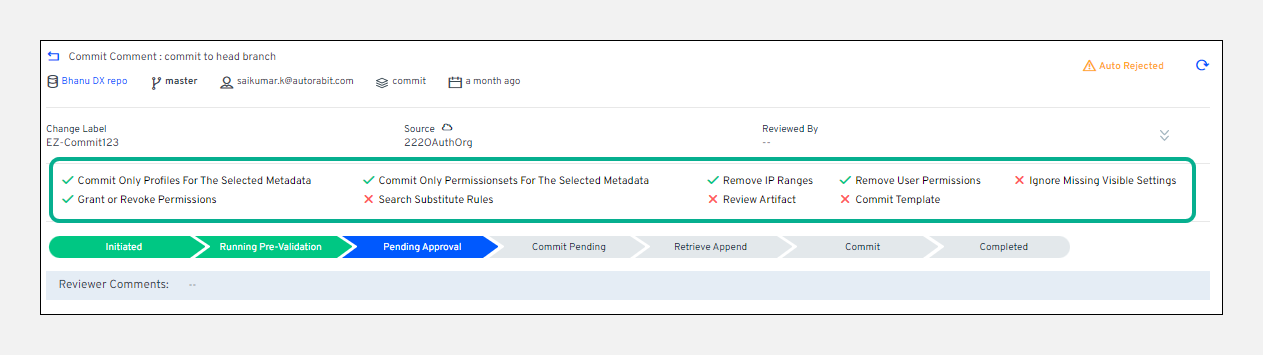 Commit Comment : commit to head branch
Auto Rejected
Bhanu DX repo master saikumar.k@autorabit.com commit a month ago
Change Label Source Reviewed By
EZ-Commit123 222OAuthOrg --
Commit Only Profiles For The Selected Metadata Commit Only Permissionsets For The Selected Metadata Remove IP Ranges Remove User Permissions Ignore Missing Visible Settings
Grant or Revoke Permissions Search Substitute Rules Review Artifact Commit Template
Initiated Running Pre-Validation Pending Approval Commit Pending Retrieve Append Commit Completed
Reviewer Comments: --